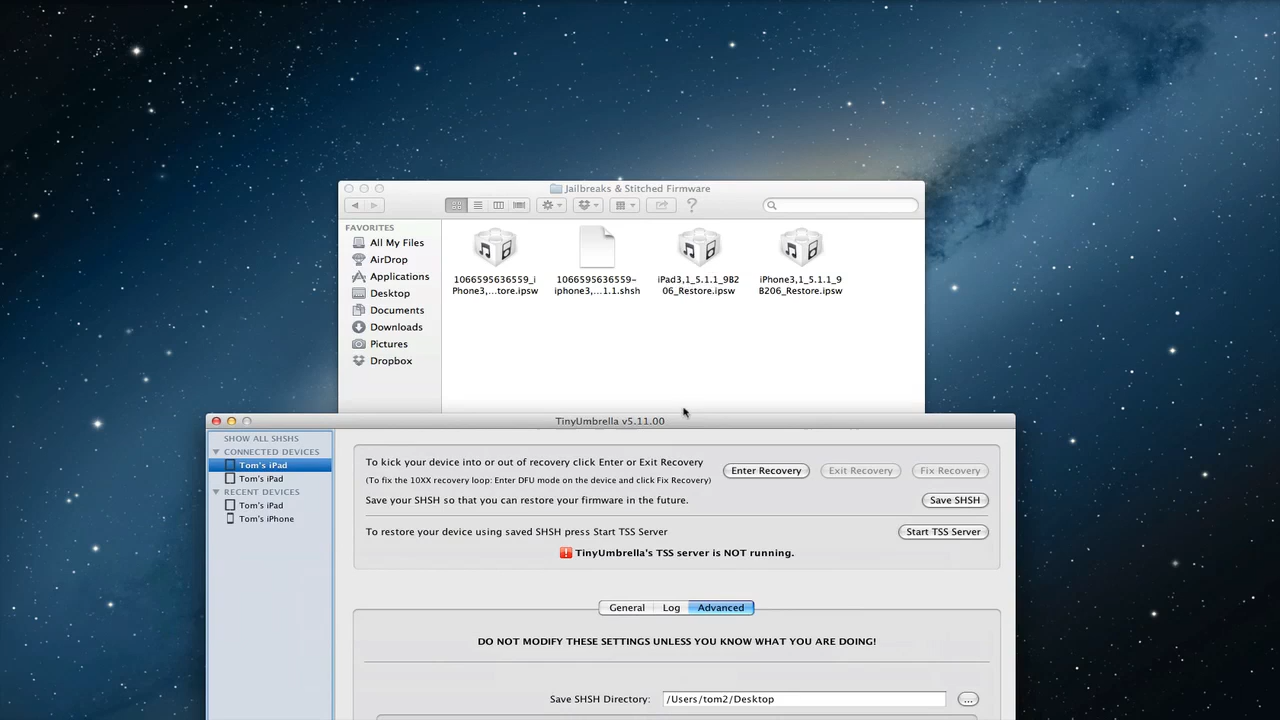 Jailbreaks & Stitched Firmware
FAVORITES
All My Files
AirDrop
Applications
Desktop
Documents
Downloads
Pictures
Dropbox
1066595636559_i
Phone3,...tore.ipsw
1066595636559-
iphone3,...1.1.shsh
iPad3,1_5.1.1_9B2
06_Restore.ipsw
iPhone3,1_5.1.1_9
B206_Restore.ipsw
TinyUmbrella v5.11.00
SHOW ALL SHSHS
CONNECTED DEVICES
Tom's iPad
Tom's iPad
RECENT DEVICES
Tom's iPad
Tom's iPhone
To kick your device into or out of recovery click Enter or Exit Recovery
(To fix the 10XX recovery loop: Enter DFU mode on the device and click Fix Recovery)
Enter Recovery
Exit Recovery
Fix Recovery
Save your SHSH so that you can restore your firmware in the future.
Save SHSH
To restore your device using saved SHSH press Start TSS Server
Start TSS Server
TinyUmbrella's TSS server is NOT running.
General
Log
Advanced
DO NOT MODIFY THESE SETTINGS UNLESS YOU KNOW WHAT YOU ARE DOING!
Save SHSH Directory:
/Users/tom2/Desktop
...